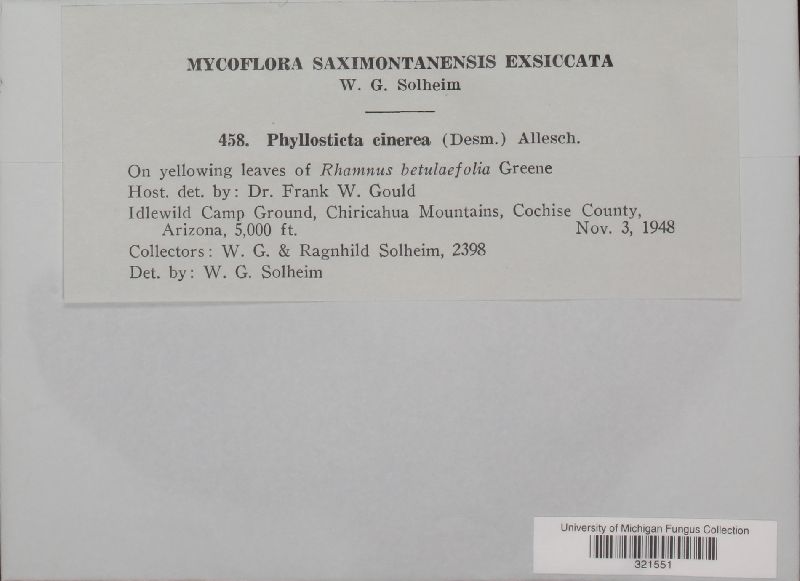 MYCOFLORA SAXIMONTANENSIS EXSICCATA
W. G. Solheim
458. Phyllosticta cinerea (Desm.) Allesch.
On yellowing leaves of Rhamnus betulaefolia Greene
Host. det. by: Dr. Frank W. Gould
Idlewild Camp Ground, Chiricahua Mountains, Cochise County,
Arizona, 5,000 ft. Nov. 3, 1948
Collectors: W. G. & Ragnhild Solheim, 2398
Det. by: W. G. Solheim
University of Michigan Fungus Collection
321551